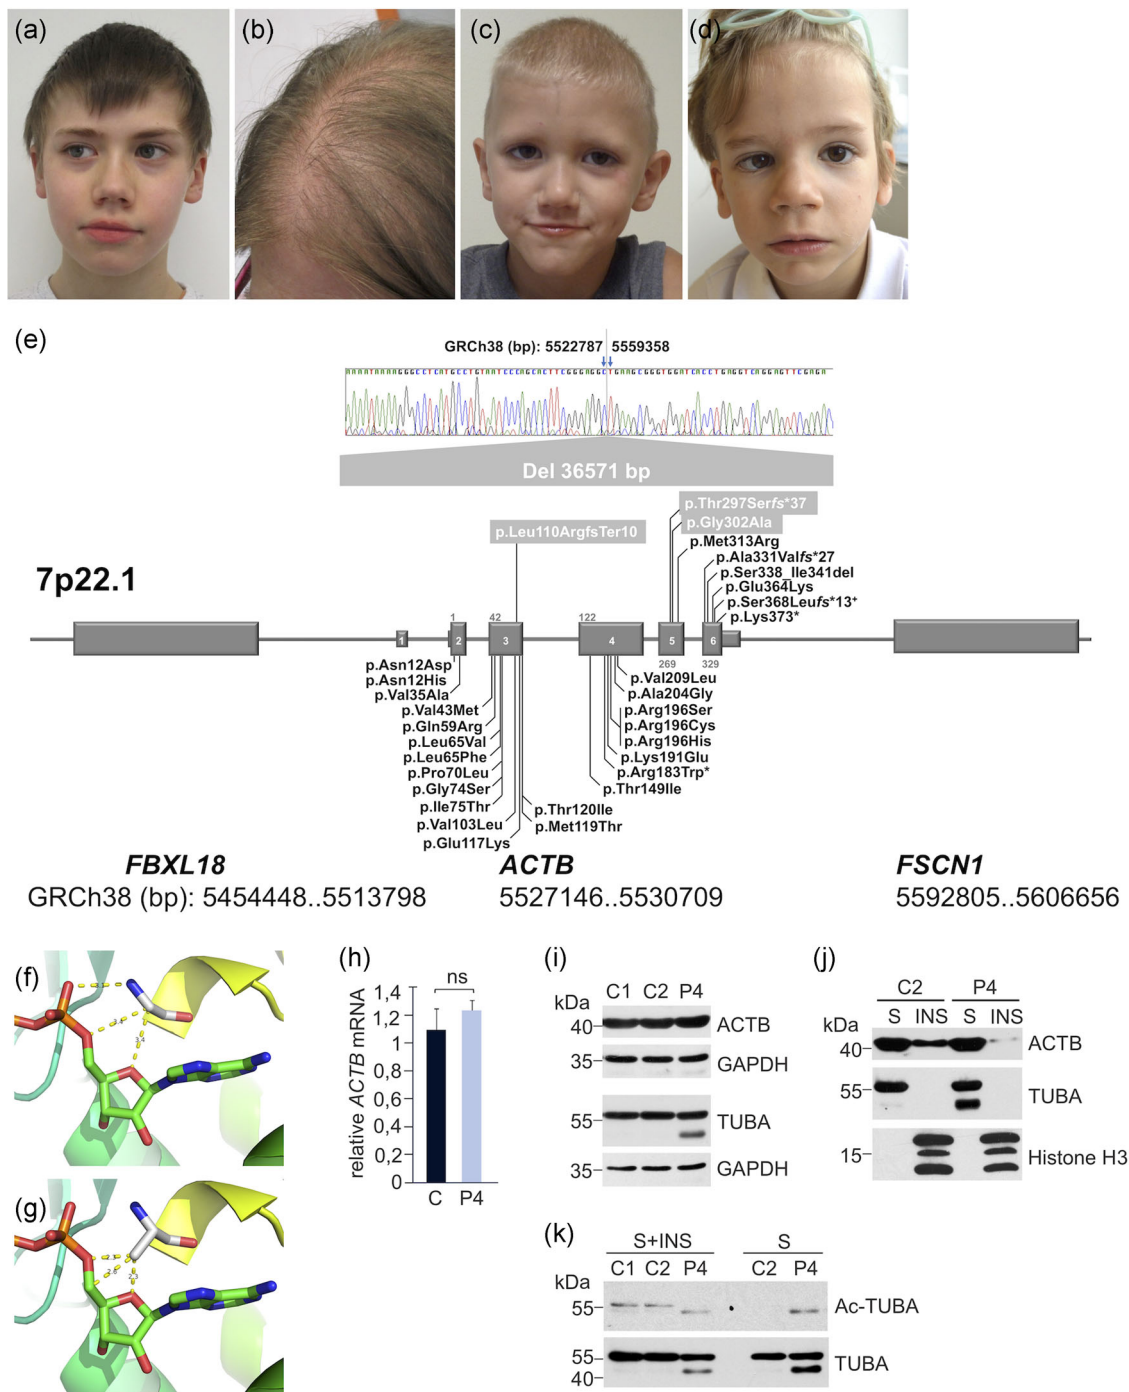 (a)
(b)
(c)
(d)
(e)
GRCh38 (bp): 5522787 5559358
Del 36571 bp
p.Thr297Serfs*37
p.Gly302Ala
p.Leu110ArgfsTer10
p.Met313Arg
p.Ala331Valfs*27
p.Ser338_Ile341del
p.Glu364Lys
p.Ser368Leufs*13+
p.Lys373*
7p22.1
1 42 122
1 2 3 4 5 6
269 329
p.Asn12Asp
p.Asn12His
p.Val35Ala
p.Val43Met
p.Gln59Arg
p.Leu65Val
p.Leu65Phe
p.Pro70Leu
p.Gly74Ser
p.Ile75Thr
p.Val103Leu
p.Glu117Lys
p.Thr120Ile
p.Met119Thr
p.Val209Leu
p.Ala204Gly
p.Arg196Ser
p.Arg196Cys
p.Arg196His
p.Lys191Glu
p.Arg183Trp*
p.Thr149Ile
FBXL18 ACTB FSCN1
GRCh38 (bp): 5454448..5513798 5527146..5530709 5592805..5606656
(f)
3.4
(g)
2.3
(h)
ns
relative ACTB mRNA
1,4
1,2
1
0,8
0,6
0,4
0,2
0
C P4
(i)
C1 C2 P4
kDa
40 ACTB
35 GAPDH
55 TUBA
35 GAPDH
(j)
C2 P4
S INS S INS
kDa
40 ACTB
55 TUBA
15 Histone H3
(k)
S+INS S
C1 C2 P4 C2 P4
kDa
55 Ac-TUBA
55 TUBA
40